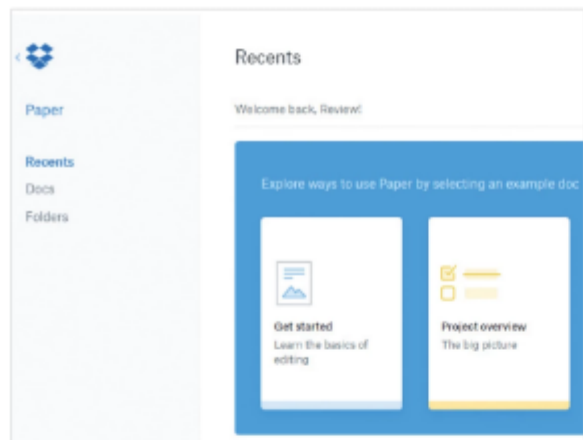 Paper
Recents
Docs
Folders
Recents
Welcome back, Review!
Explore ways to use Paper by selecting an example doc
Get started
Learn the basics of
editing
Project overview
The big picture